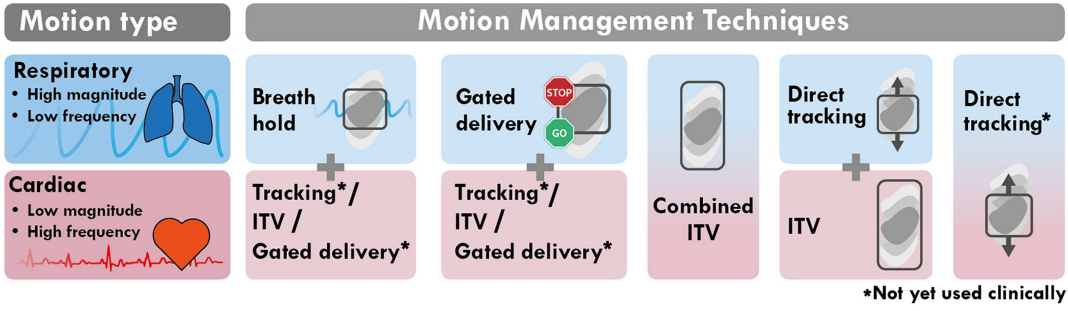 Motion type
Motion Management Techniques
Respiratory
• High magnitude
• Low frequency
Breath
hold
Gated
delivery
STOP
GO
Direct
tracking
Direct
tracking*
Cardiac
• Low magnitude
• High frequency
Tracking*/
ITV /
Gated delivery*
Tracking*/
ITV /
Gated delivery*
Combined
ITV
ITV
*Not yet used clinically